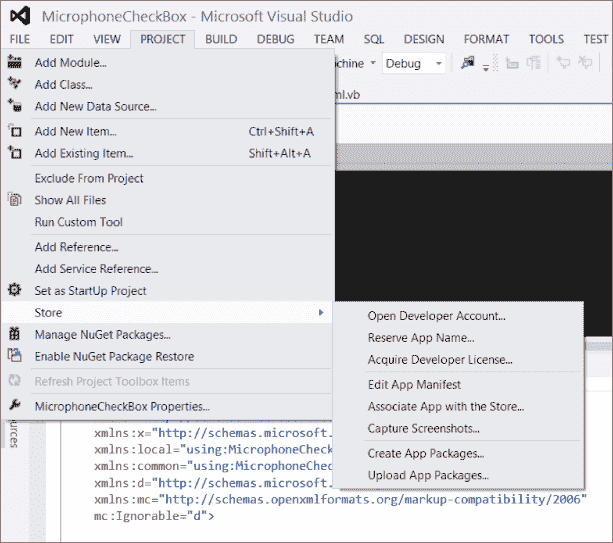 MicrophoneCheckBox - Microsoft Visual Studio
FILE EDIT VIEW PROJECT BUILD DEBUG TEAM SQL DESIGN FORMAT TOOLS TEST
Add Module...
Add Class...
Add New Data Source...
Add New Item... Ctrl+Shift+A
Add Existing Item... Shift+Alt+A
Exclude From Project
Show All Files
Run Custom Tool
Add Reference...
Add Service Reference...
Set as StartUp Project
Store
Manage NuGet Packages...
Enable NuGet Package Restore
Refresh Project Toolbox Items
MicrophoneCheckBox Properties...
chine Debug
ml.vb
Open Developer Account...
Reserve App Name...
Acquire Developer License...
Edit App Manifest
Associate App with the Store...
Capture Screenshots...
Create App Packages...
Upload App Packages...
ources
xmlns:x="http://schemas.microsoft.
xmlns:local="using:MicrophoneCheck
xmlns:common="using:MicrophoneChec
xmlns:d="http://schemas.microsoft.
xmlns:mc="http://schemas.openxmlformats.org/markup-compatibility/2006"
mc:Ignorable="d">